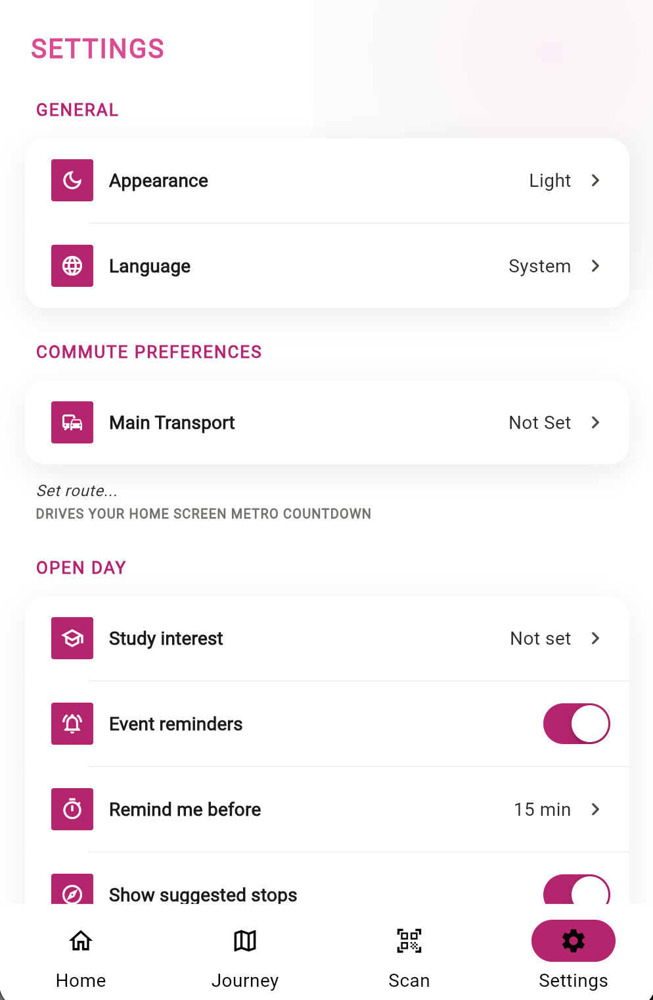 SETTINGS
GENERAL
Appearance Light
Language System
COMMUTE PREFERENCES
Main Transport Not Set
Set route...
DRIVES YOUR HOME SCREEN METRO COUNTDOWN
OPEN DAY
Study interest Not set
Event reminders
Remind me before 15 min
Show suggested stops
Home Journey Scan Settings